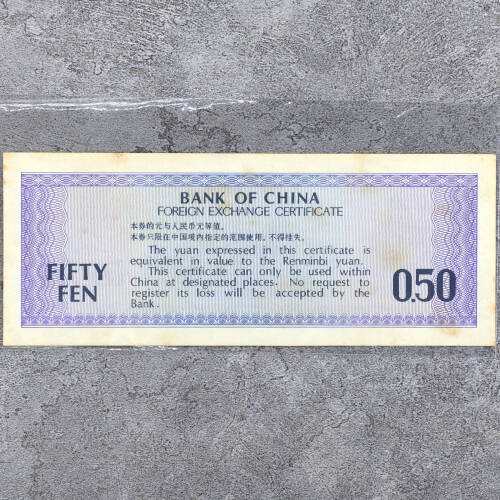 BANK OF CHINA
FOREIGN EXCHANGE CERTIFICATE
本券的元与人民币元等值。
本券只限在中国境内指定的范围使用。不得挂失。
The yuan expressed in this certificate is
equivalent in value to the Renminbi yuan.
This certificate can only be used within
China at designated places. No request to
register its loss will be accepted by the
Bank.
FIFTY
FEN
0.50